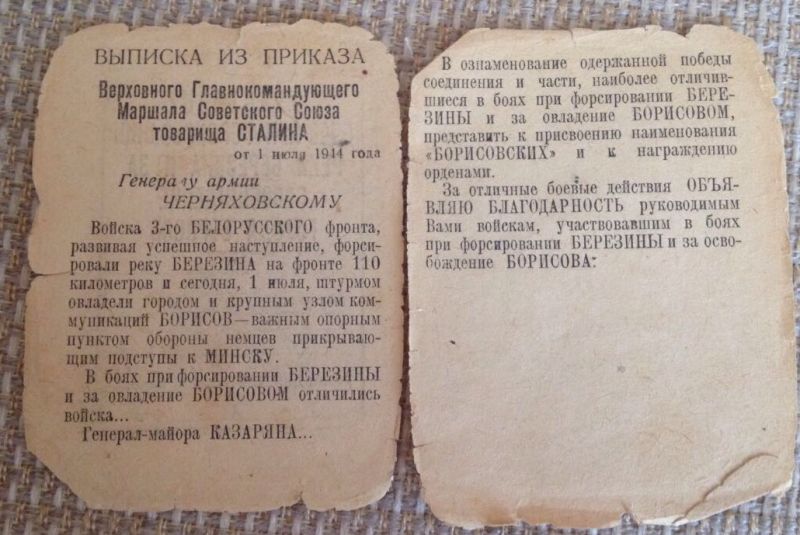 ВЫПИСКА ИЗ ПРИКАЗА
Верховного Главнокомандующего
Маршала Советского Союза
товарища СТАЛИНА
от 1 июля 1944 года
Генералу армии
ЧЕРНЯХОВСКОМУ
Войска 3-го БЕЛОРУССКОГО фронта,
развивая успешное наступление, форси-
ровали реку БЕРЕЗИНА на фронте 110
километров и сегодня, 1 июля, штурмом
овладели городом и крупным узлом ком-
муникаций БОРИСОВ—важным опорным
пунктом обороны немцев прикрываю-
щим подступы к МИНСКУ.
В боях при форсировании БЕРЕЗИНЫ
и за овладение БОРИСОВОМ отличились
войска...
Генерал-майора КАЗАРЯНА...
В ознаменование одержанной победы
соединения и части, наиболее отличив-
шиеся в боях при форсировании БЕРЕ-
ЗИНЫ и за овладение БОРИСОВОМ,
представить к присвоению наименования
«БОРИСОВСКИХ» и к награждению
орденами.
За отличные боевые действия ОБЪЯ-
ВЛЯЮ БЛАГОДАРНОСТЬ руководимым
Вами войскам, участвовавшим в боях
при форсировании БЕРЕЗИНЫ и за осво-
бождение БОРИСОВА.